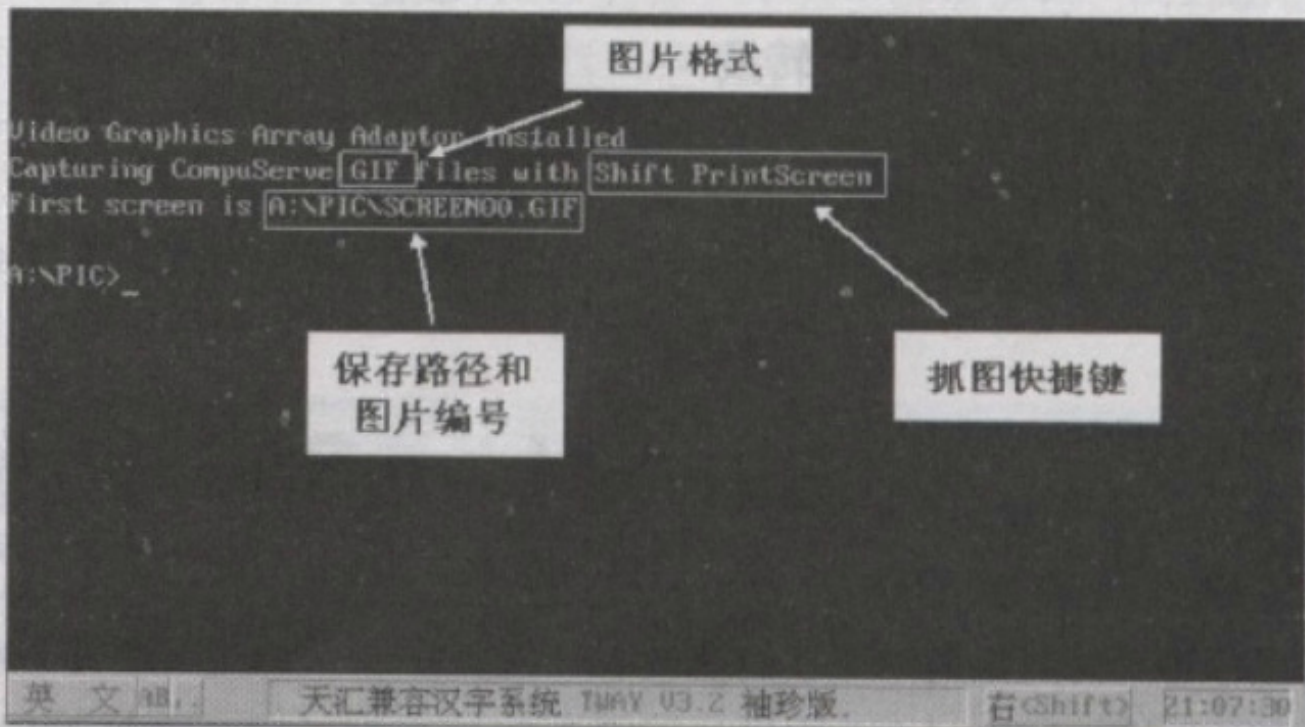 图片格式
Video Graphics Array Adaptor Installed
Capturing CompuServe GIF files with Shift PrintScreen
First screen is A:\PIC\SCREEN00.GIF
A:\PIC>_
保存路径和
图片编号
抓图快捷键
英 文 天汇兼容汉字系统 TWAY V3.2 袖珍版. 右<Shift> 21:07:30